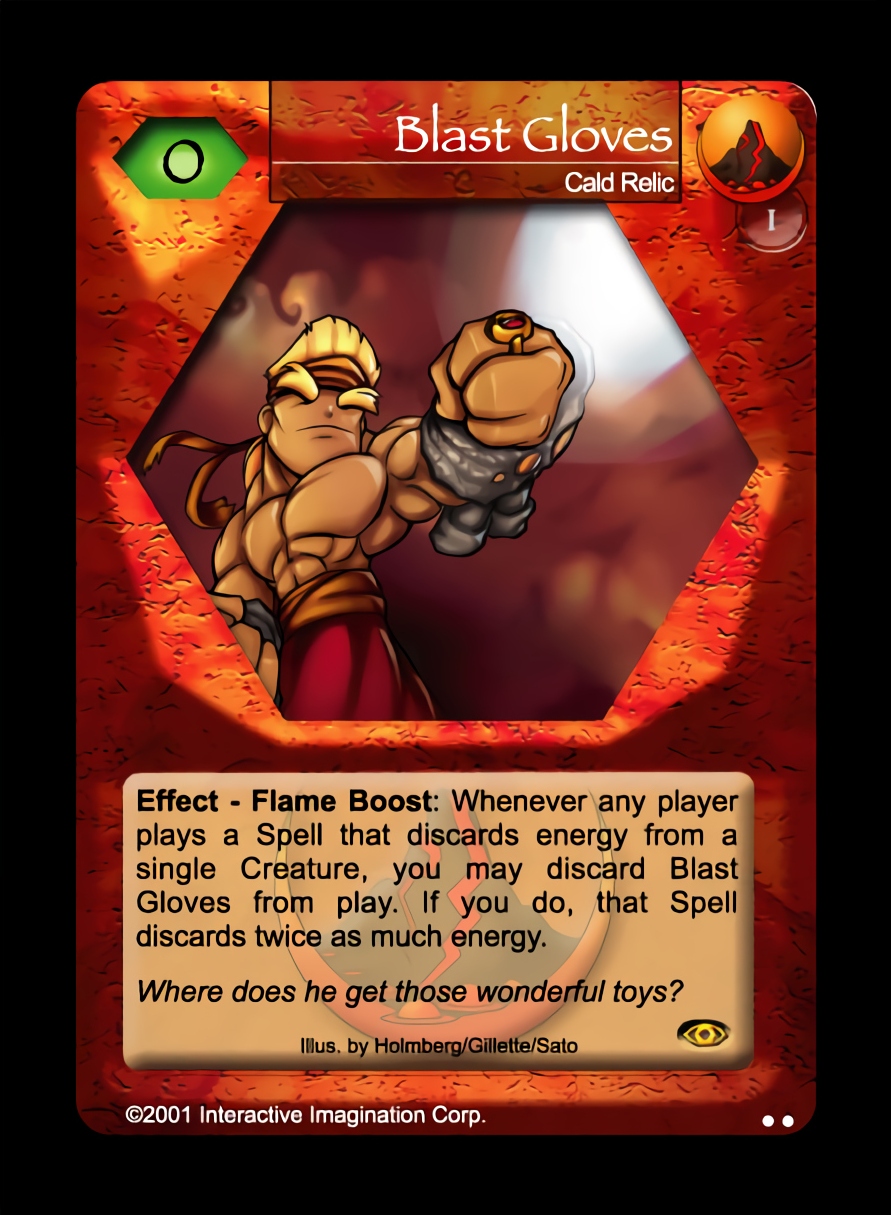 0
Blast Gloves
Cald Relic
I
Effect - Flame Boost: Whenever any player
plays a Spell that discards energy from a
single Creature, you may discard Blast
Gloves from play. If you do, that Spell
discards twice as much energy.
Where does he get those wonderful toys?
Illus. by Holmberg/Gillette/Sato
©2001 Interactive Imagination Corp.